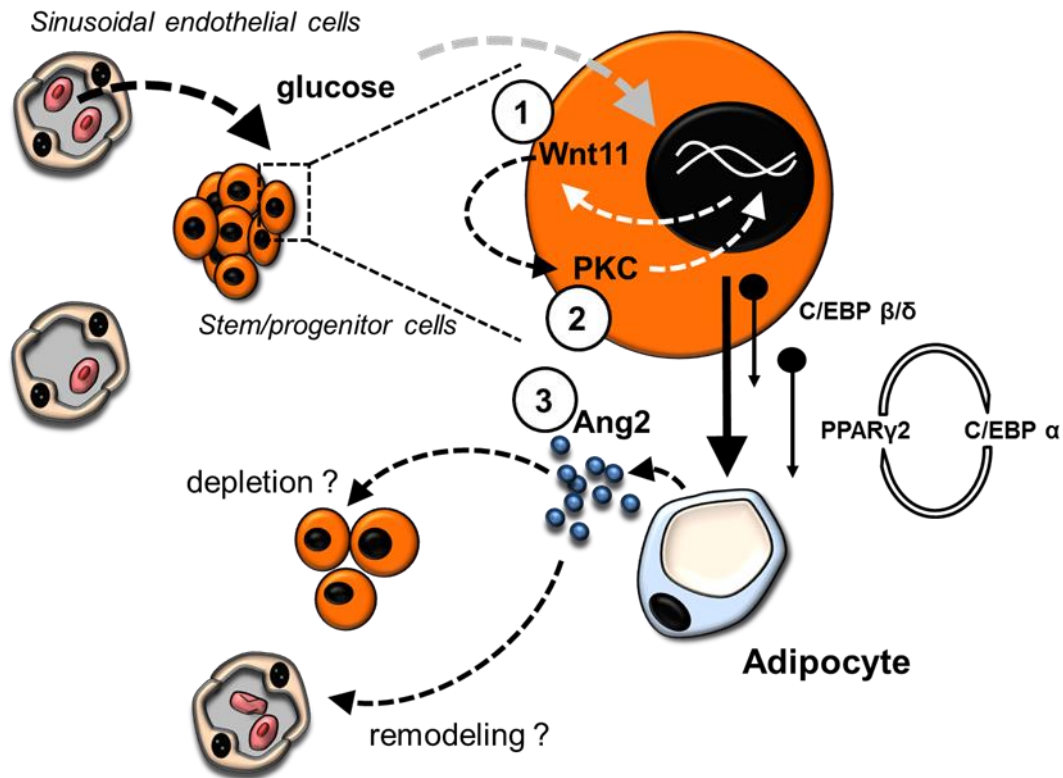 Sinusoidal endothelial cells
glucose
1
Wnt11
PKC
2
Stem/progenitor cells
C/EBP β/δ
3
Ang2
PPARγ2
C/EBP α
depletion ?
Adipocyte
remodeling ?